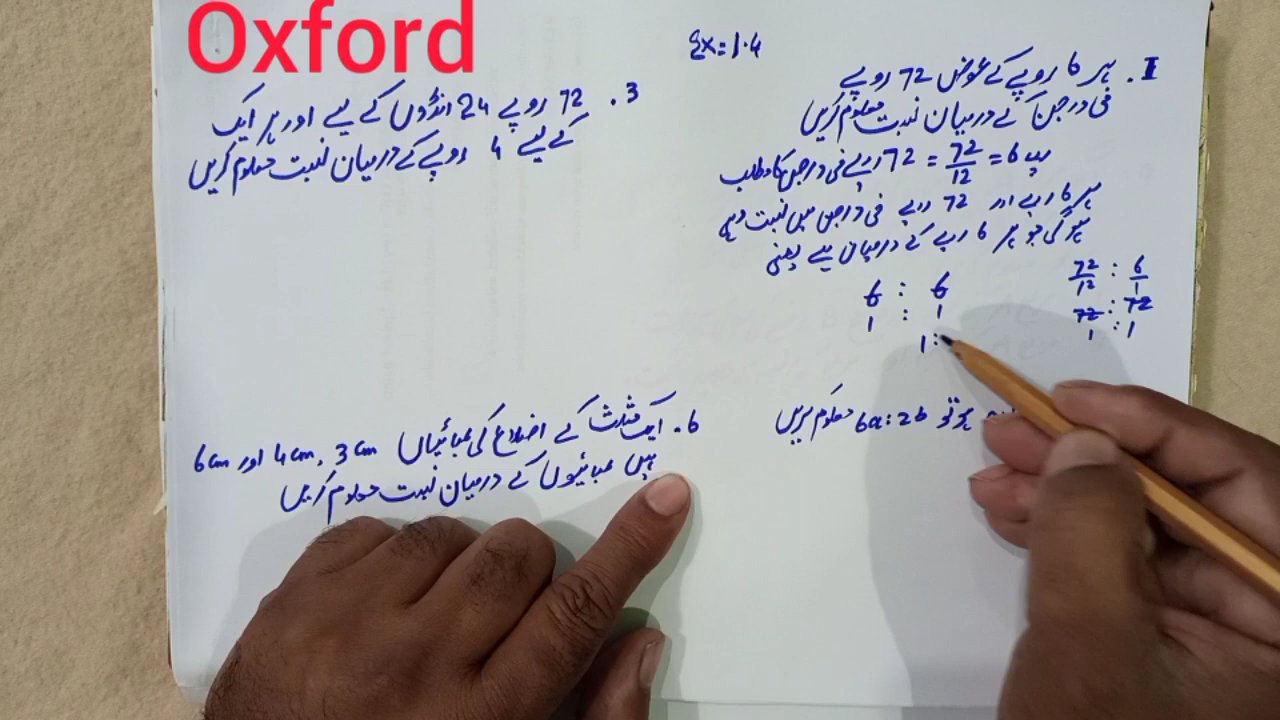 Oxford
Ex=1.4
I. ہر 6 روپے کے عوض 72 روپے
فی درجن کے درمیان نسبت معلوم کریں
72 روپے فی درجن کا مطلب = 72/12 = 6
ہر 6 روپے اور 72 روپے فی درجن میں نسبت وہی
ہو گی جو ہر 6 روپے کے درمیان ہے یعنی
6 : 6
1 : 1
1:
72/12 : 6/1
72 : 72
1 : 1
3. 72 روپے 24 انڈوں کے لیے اور ہر ایک
کے لیے 4 روپے کے درمیان نسبت معلوم کریں
ہو تو 6a:2b معلوم کریں
6. ایک مثلث کے اضلاع کی لمبائیاں 3cm, 4cm اور 6cm
ہیں لمبائیوں کے درمیان نسبت معلوم کریں